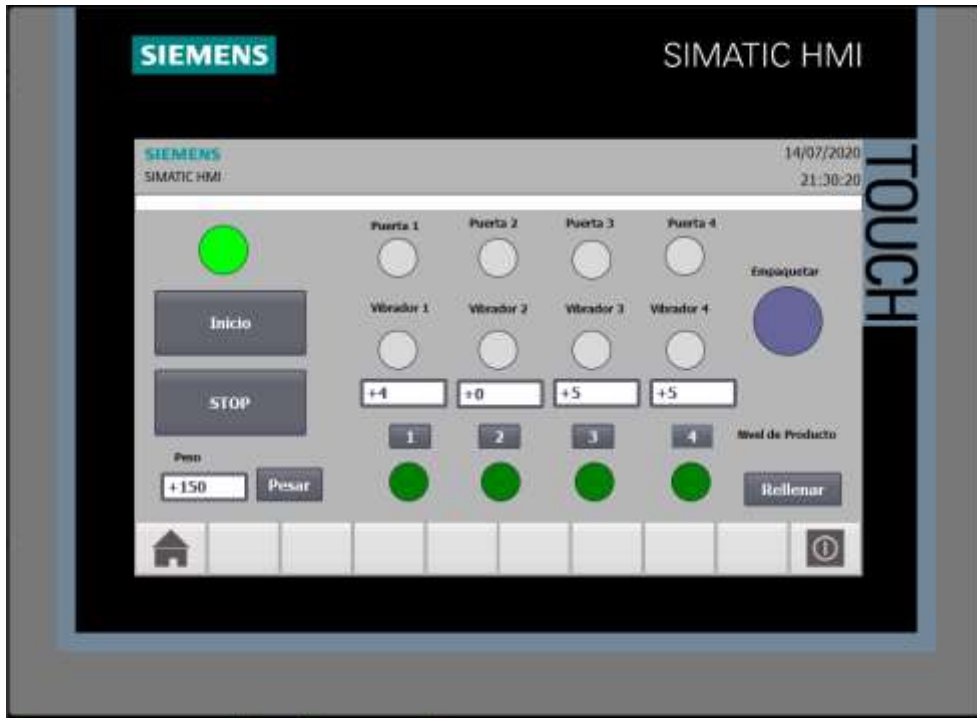 SIEMENS
SIMATIC HMI
TOUCH
SIEMENS
SIMATIC HMI
14/07/2020
21:30:20
Puerta 1 Puerta 2 Puerta 3 Puerta 4
Empaquetar
Inicio
Vibrador 1 Vibrador 2 Vibrador 3 Vibrador 4
STOP
+4 +0 +5 +5
1 2 3 4
Nivel de Producto
Peso
+150 Pesar
Rellenar